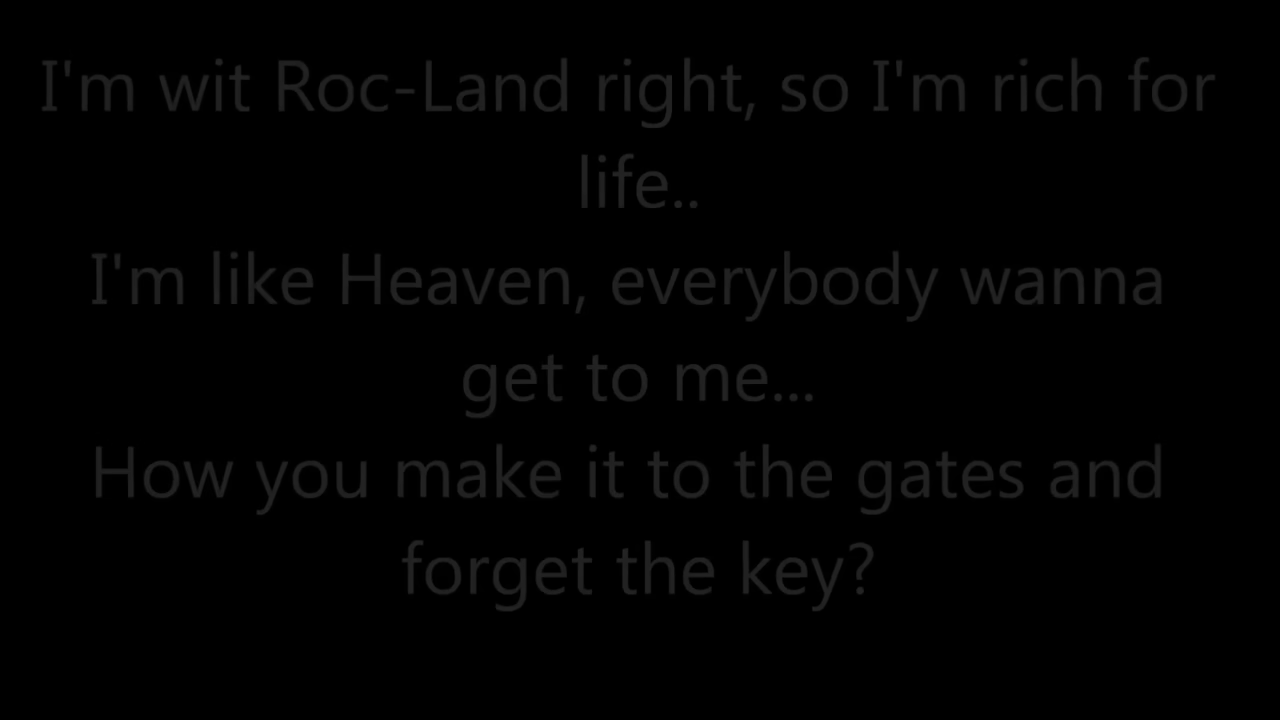 I'm wit Roc-Land right, so I'm rich for
life..
I'm like Heaven, everybody wanna
get to me...
How you make it to the gates and
forget the key?